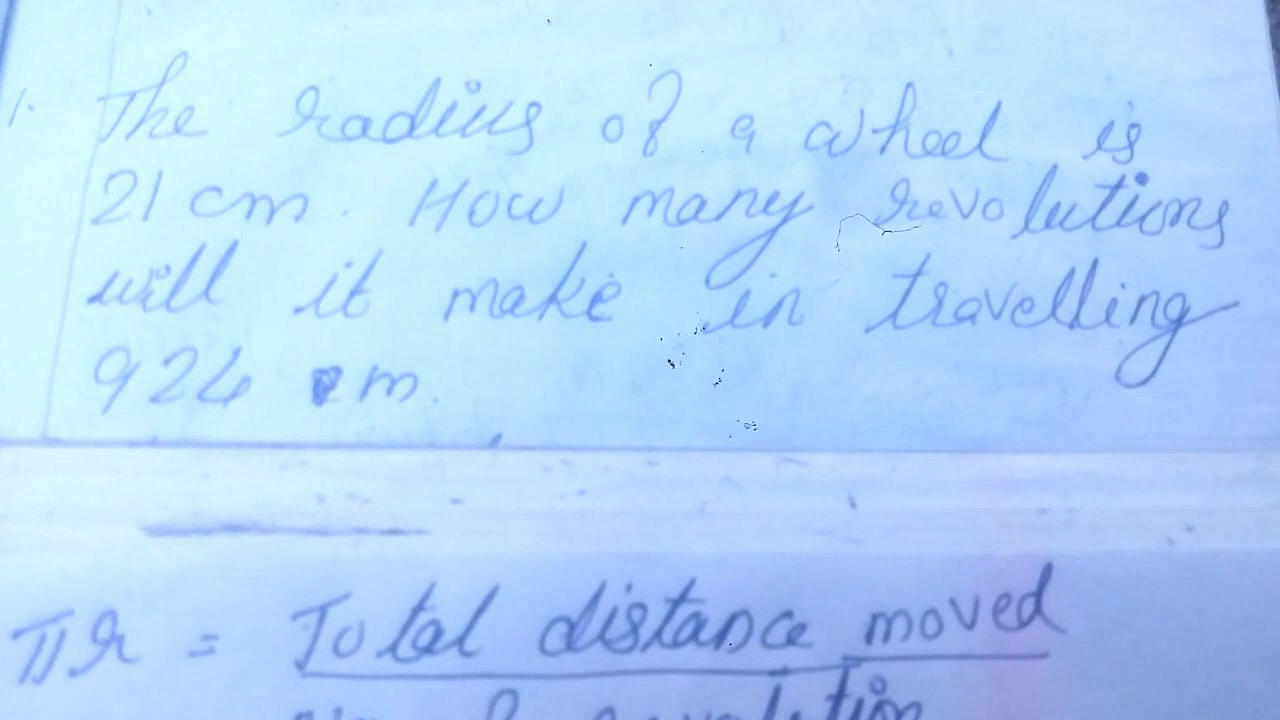 1. The radius of a wheel is
21 cm. How many revolutions
will it make in travelling
924 m.
πr = Total distance moved
revolution